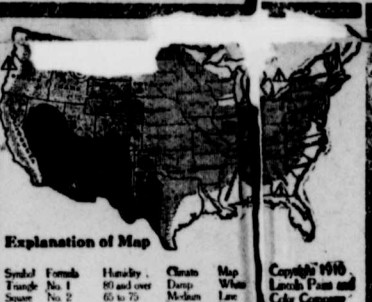 Explanation of Map
Symbol Formula Humidity Climate Map
Triangle No. 1 80 and over Damp White
Square No. 2 65 to 75 Medium Line
Copyright 1910
Lincoln Paint and
Color Company